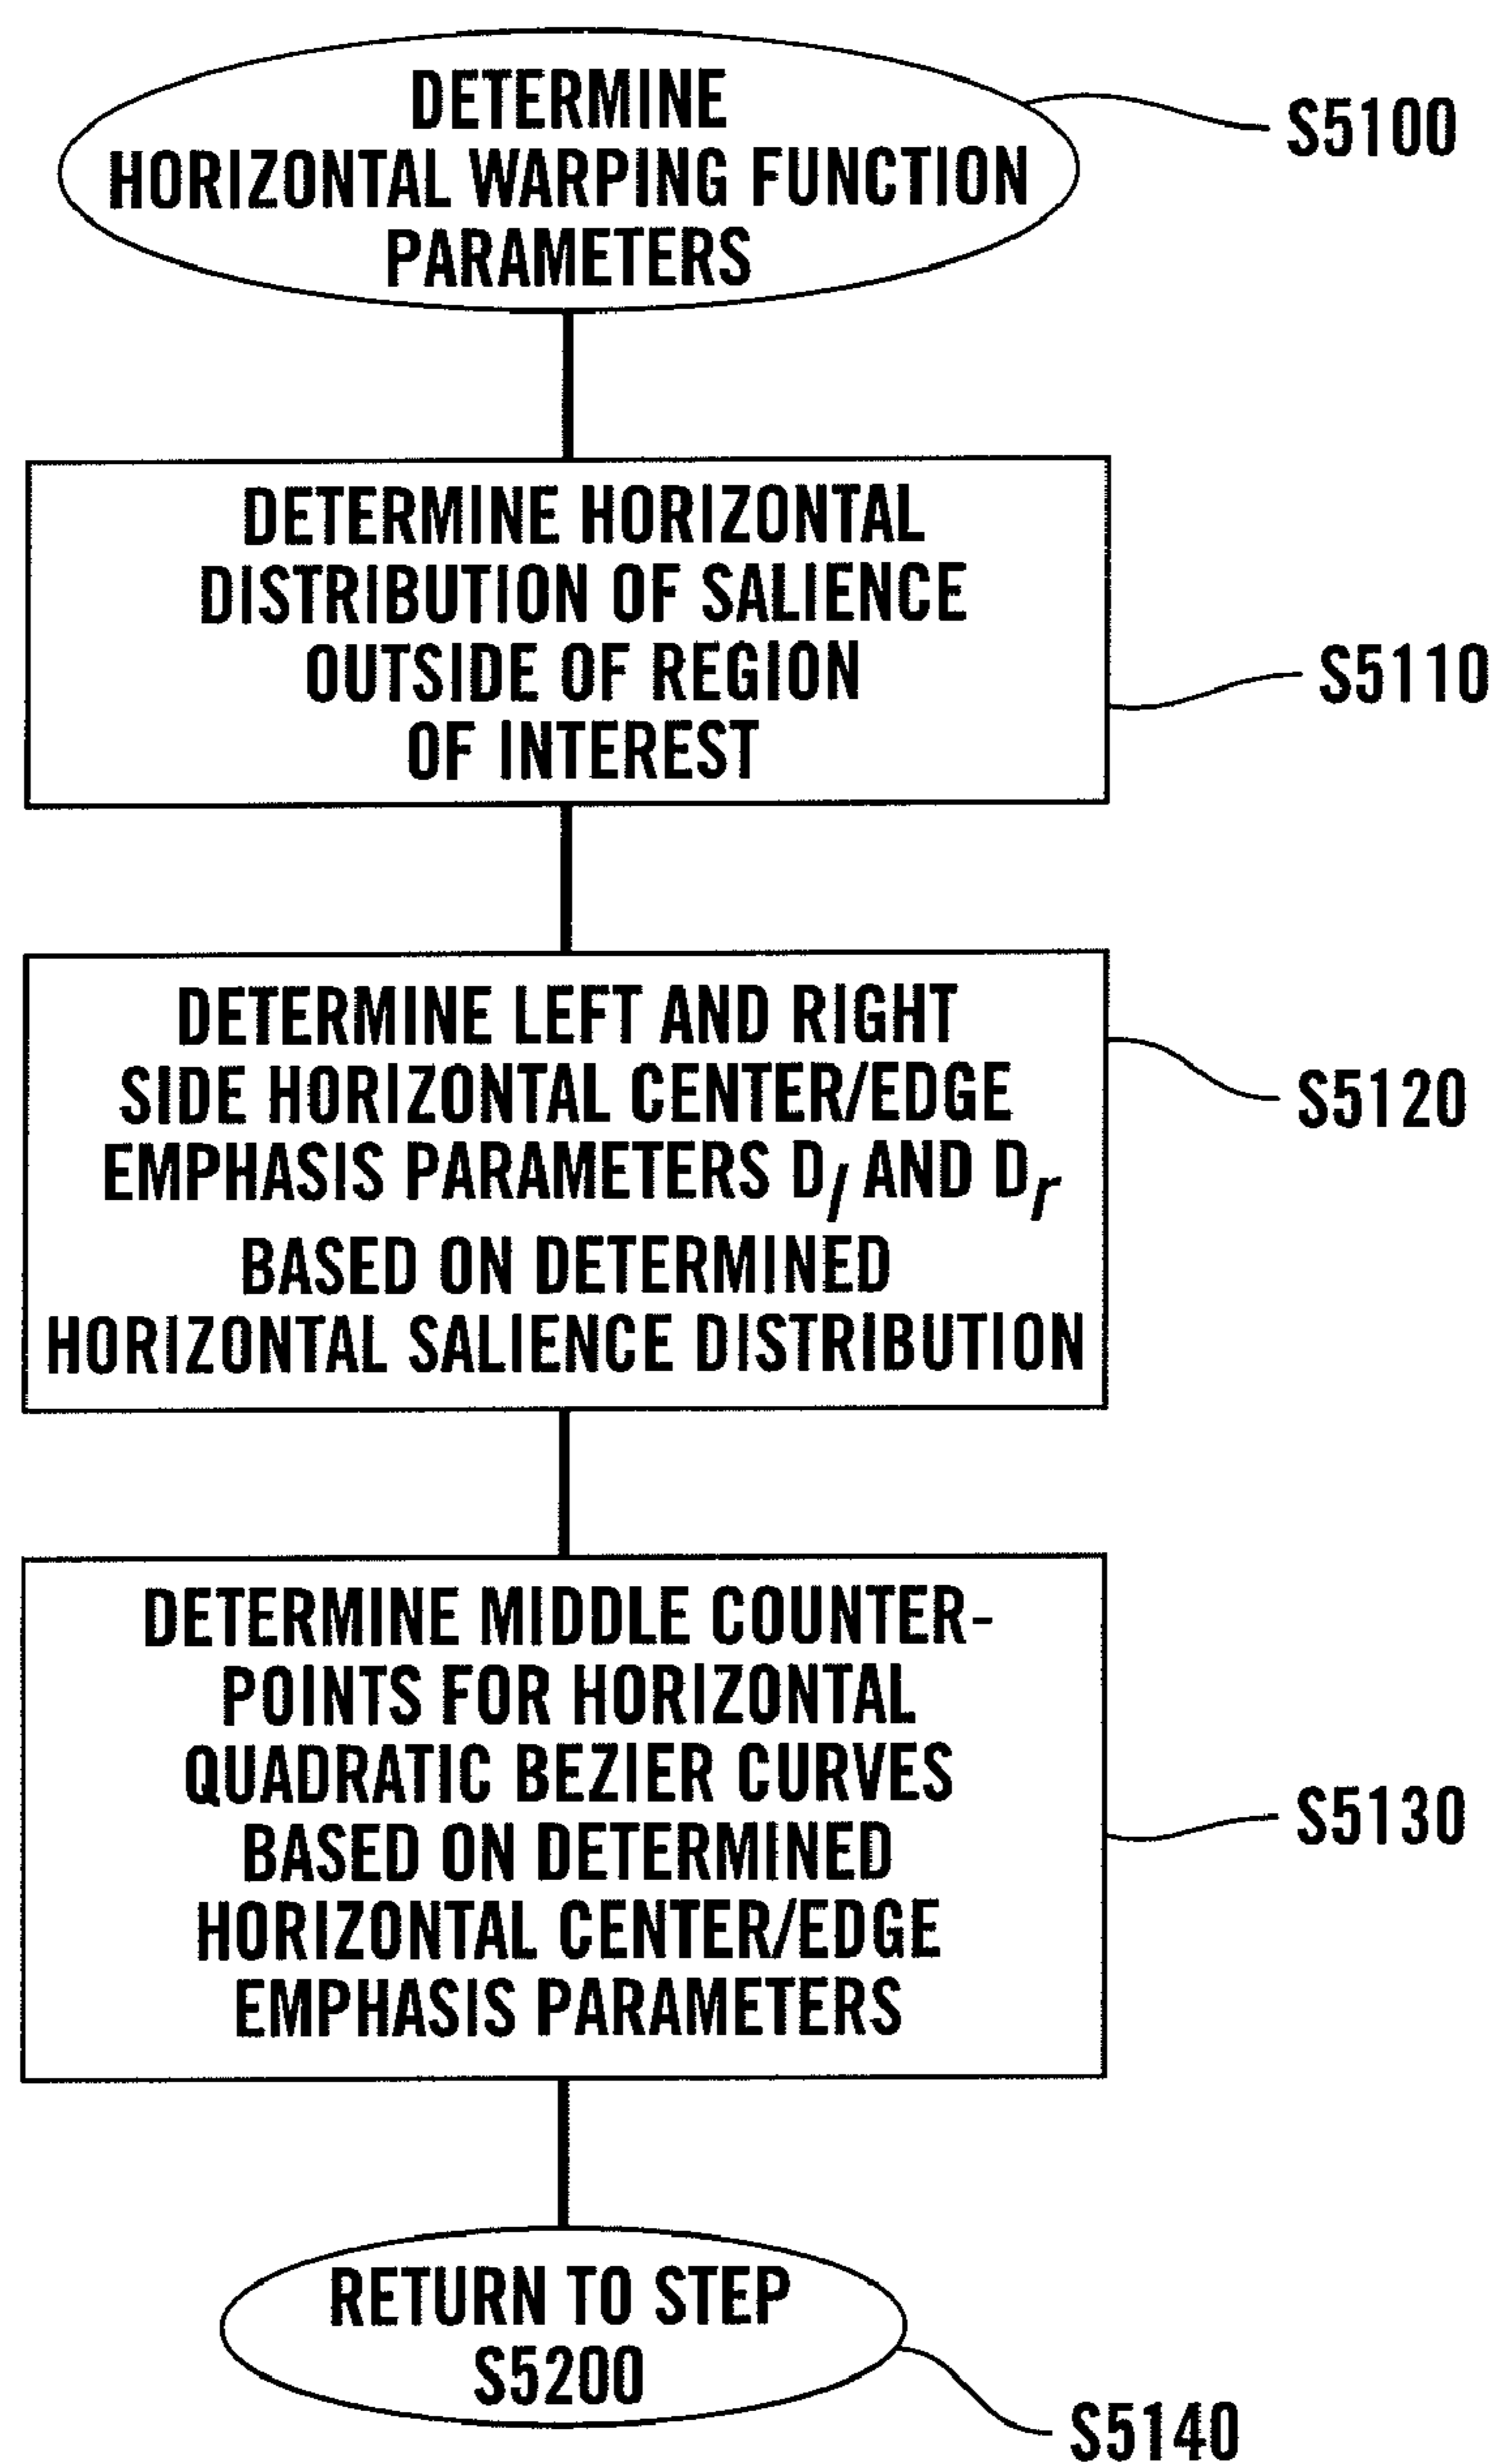 DETERMINE
HORIZONTAL WARPING FUNCTION
PARAMETERS
S5100
DETERMINE HORIZONTAL
DISTRIBUTION OF SALIENCE
OUTSIDE OF REGION
OF INTEREST
S5110
DETERMINE LEFT AND RIGHT
SIDE HORIZONTAL CENTER/EDGE
EMPHASIS PARAMETERS Dl AND Dr
BASED ON DETERMINED
HORIZONTAL SALIENCE DISTRIBUTION
S5120
DETERMINE MIDDLE COUNTER-
POINTS FOR HORIZONTAL
QUADRATIC BEZIER CURVES
BASED ON DETERMINED
HORIZONTAL CENTER/EDGE
EMPHASIS PARAMETERS
S5130
RETURN TO STEP
S5200
S5140